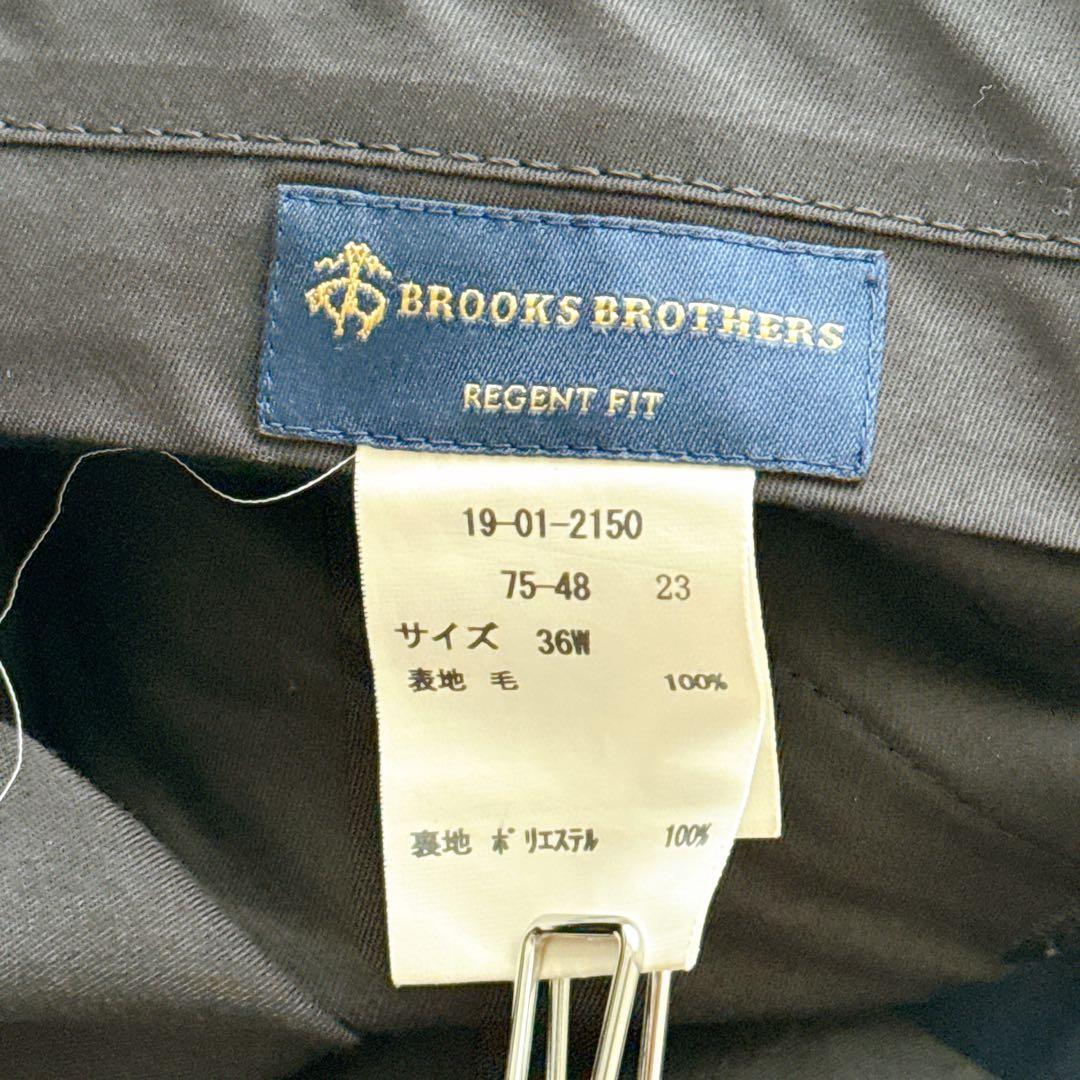 BROOKS BROTHERS
REGENT FIT
19-01-2150
75-48 23
サイズ 36W
表地 毛 100%
裏地 ポリエステル 100%